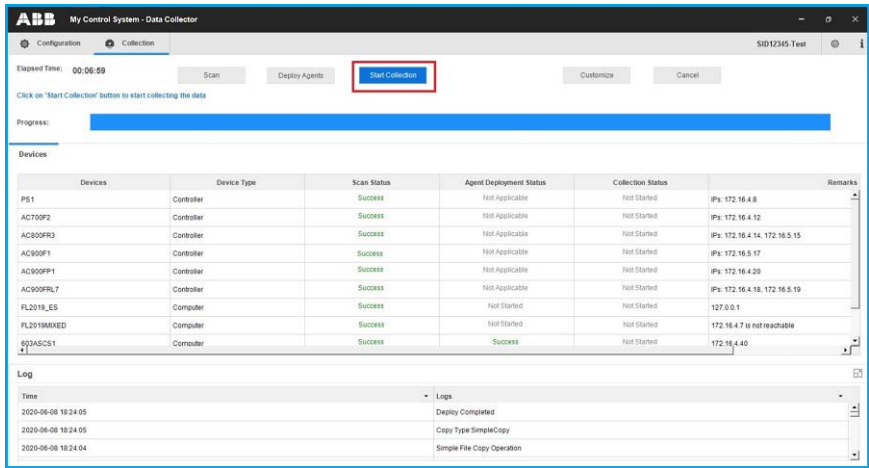 ABB My Control System - Data Collector
Configuration Collection SID12345-Test
Elapsed Time: 00:06:59 Scan Deploy Agents Start Collection Customize Cancel
Click on 'Start Collection' button to start collecting the data
Progress:
Devices
Devices Device Type Scan Status Agent Deployment Status Collection Status Remarks
PS1 Controller Success Not Applicable Not Started IPs: 172.16.4.8
AC700F2 Controller Success Not Applicable Not Started IPs: 172.16.4.12
AC800FR3 Controller Success Not Applicable Not Started IPs: 172.16.4.14, 172.16.5.15
AC900F1 Controller Success Not Applicable Not Started IPs: 172.16.5.17
AC900FP1 Controller Success Not Applicable Not Started IPs: 172.16.4.20
AC900FRL7 Controller Success Not Applicable Not Started IPs: 172.16.4.18, 172.16.5.19
FL2019_ES Computer Success Not Started Not Started 127.0.0.1
FL2019MIXED Computer Success Not Started Not Started 172.16.4.7 is not reachable
603ASCS1 Computer Success Success Not Started 172.16.4.40
Log
Time Logs
2020-06-08 18:24:05 Deploy Completed
2020-06-08 18:24:05 Copy Type:SimpleCopy
2020-06-08 18:24:04 Simple File Copy Operation